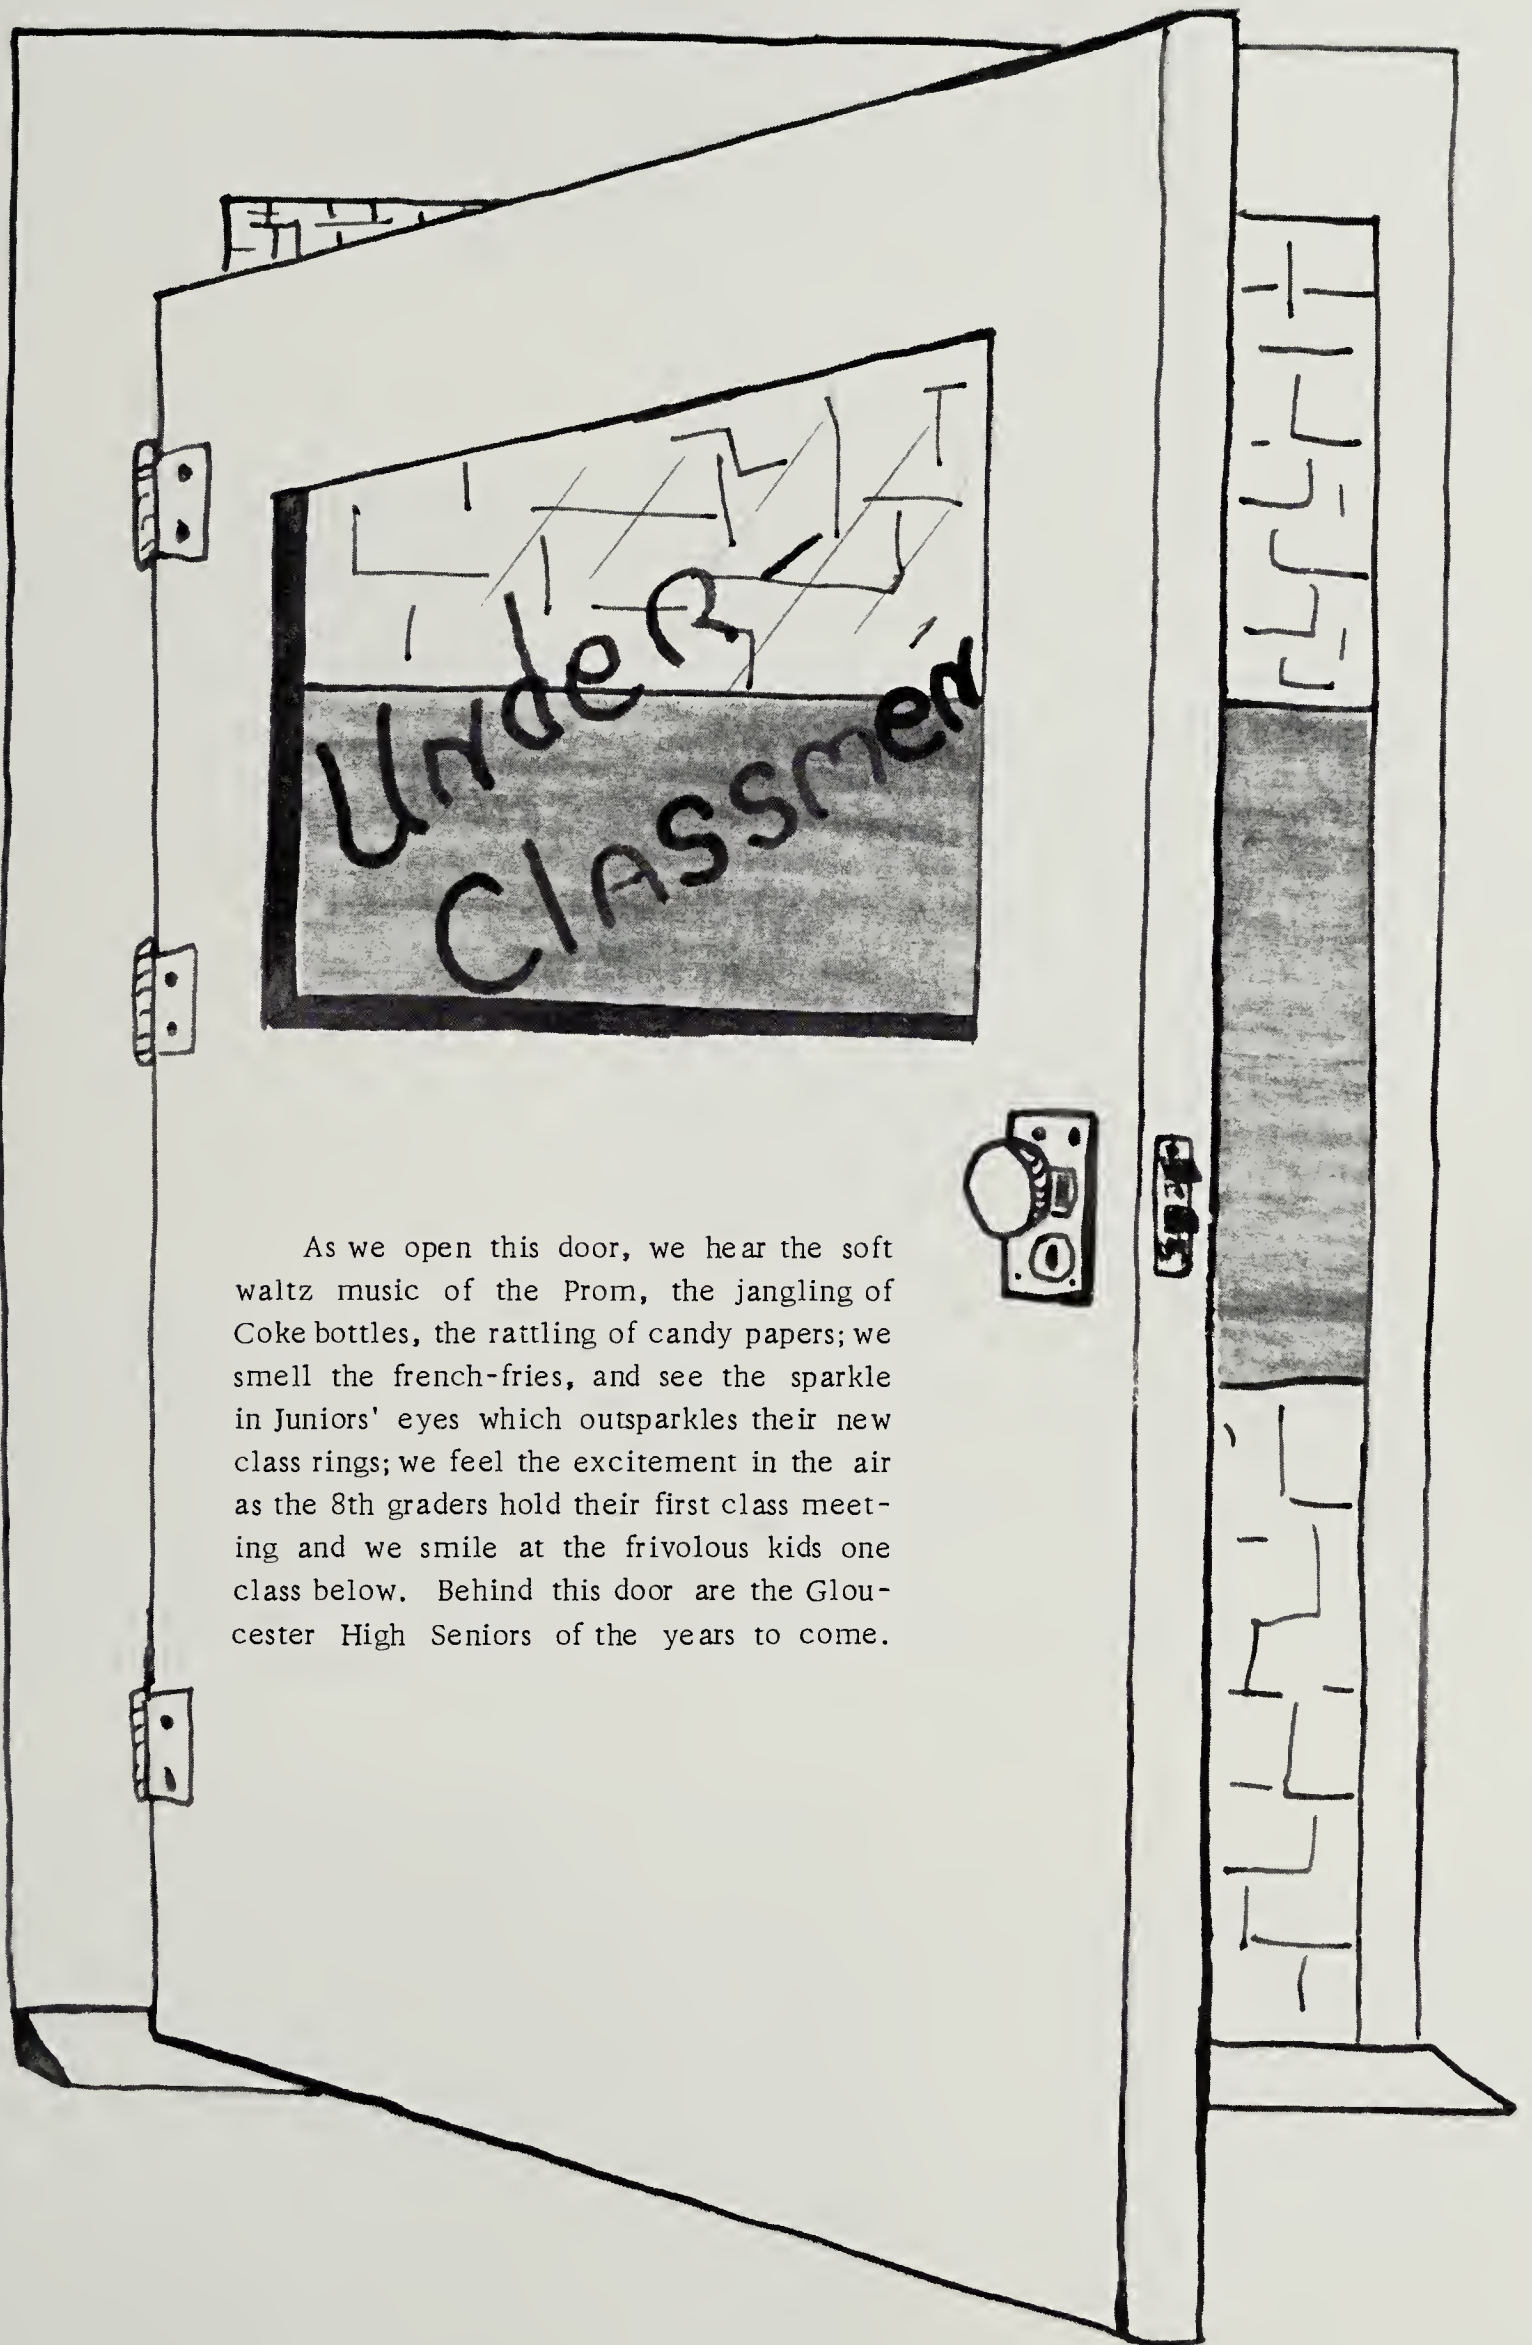 UndeR
Classmen
As we open this door, we hear the soft
waltz music of the Prom, the jangling of
Coke bottles, the rattling of candy papers; we
smell the french-fries, and see the sparkle
in Juniors' eyes which outsparkles their new
class rings; we feel the excitement in the air
as the 8th graders hold their first class meet-
ing and we smile at the frivolous kids one
class below. Behind this door are the Glou-
cester High Seniors of the years to come.